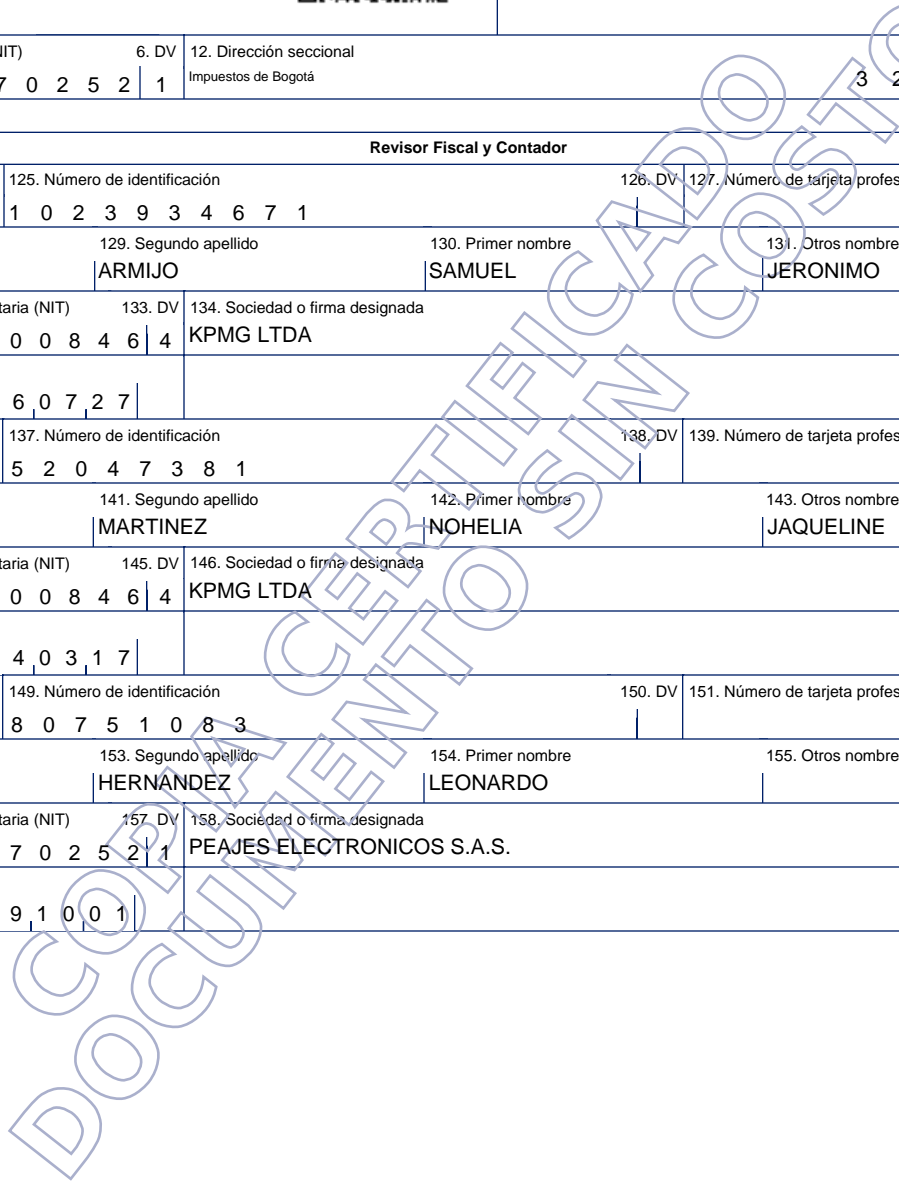 NIT) 6. DV 12. Dirección seccional
7 0 2 5 2 1 Impuestos de Bogotá 3 2
Revisor Fiscal y Contador
125. Número de identificación 126. DV 127. Número de tarjeta profes
1 0 2 3 9 3 4 6 7 1
129. Segundo apellido 130. Primer nombre 131. Otros nombre
ARMIJO SAMUEL JERONIMO
taria (NIT) 133. DV 134. Sociedad o firma designada
0 0 8 4 6 4 KPMG LTDA
6 0 7 2 7
137. Número de identificación 138. DV 139. Número de tarjeta profes
5 2 0 4 7 3 8 1
141. Segundo apellido 142. Primer nombre 143. Otros nombre
MARTINEZ NOHELIA JAQUELINE
taria (NIT) 145. DV 146. Sociedad o firma designada
0 0 8 4 6 4 KPMG LTDA
4 0 3 1 7
149. Número de identificación 150. DV 151. Número de tarjeta profes
8 0 7 5 1 0 8 3
153. Segundo apellido 154. Primer nombre 155. Otros nombre
HERNANDEZ LEONARDO
taria (NIT) 157. DV 158. Sociedad o firma designada
7 0 2 5 2 1 PEAJES ELECTRONICOS S.A.S.
9 1 0 0 1
COPIA CERTIFICADO
DOCUMENTO SIN COSTO